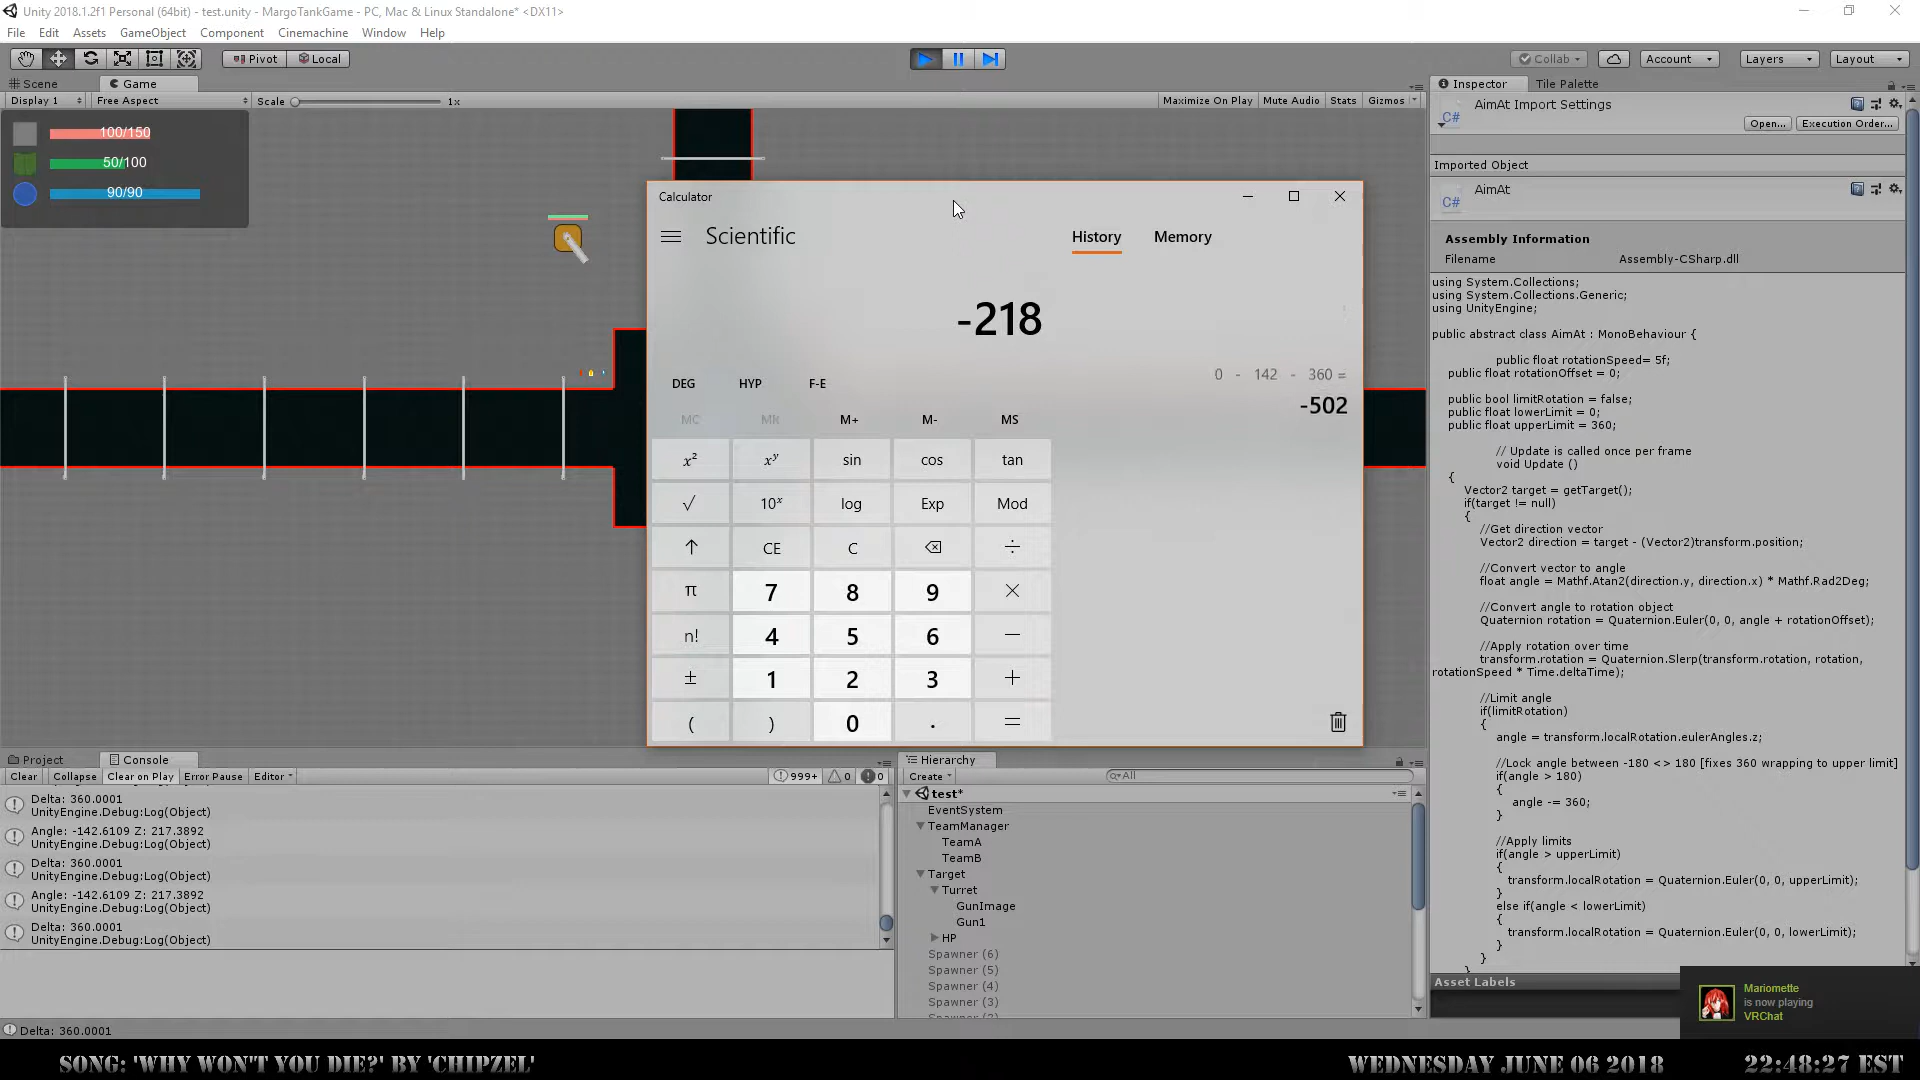 Unity 2018.1.2f1 Personal (64bit) - test.unity - MargoTankGame - PC, Mac & Linux Standalone* <DX11>
File Edit Assets GameObject Component Cinemachine Window Help
Pivot Local
Collab Account Layers Layout
Scene Game
Display 1 Free Aspect Scale 1x Maximize On Play Mute Audio Stats Gizmos
100/150
50/100
90/90
Calculator
Scientific
History Memory
-218
0 - 142 - 360 =
-502
DEG HYP F-E
MC MR M+ M- MS
x² xʸ sin cos tan
√ 10ˣ log Exp Mod
↑ CE C ÷
π 7 8 9 ×
n! 4 5 6 −
± 1 2 3 +
( ) 0 . =
Inspector Tile Palette
AimAt Import Settings
C#
Open... Execution Order...
Imported Object
AimAt
C#
Assembly Information
Filename Assembly-CSharp.dll
using System.Collections;
using System.Collections.Generic;
using UnityEngine;
public abstract class AimAt : MonoBehaviour {
public float rotationSpeed= 5f;
public float rotationOffset = 0;
public bool limitRotation = false;
public float lowerLimit = 0;
public float upperLimit = 360;
// Update is called once per frame
void Update ()
{
Vector2 target = getTarget();
if(target != null)
{
//Get direction vector
Vector2 direction = target - (Vector2)transform.position;
//Convert vector to angle
float angle = Mathf.Atan2(direction.y, direction.x) * Mathf.Rad2Deg;
//Convert angle to rotation object
Quaternion rotation = Quaternion.Euler(0, 0, angle + rotationOffset);
//Apply rotation over time
transform.rotation = Quaternion.Slerp(transform.rotation, rotation,
rotationSpeed * Time.deltaTime);
//Limit angle
if(limitRotation)
{
angle = transform.localRotation.eulerAngles.z;
//Lock angle between -180 <> 180 [fixes 360 wrapping to upper limit]
if(angle > 180)
{
angle -= 360;
}
//Apply limits
if(angle > upperLimit)
{
transform.localRotation = Quaternion.Euler(0, 0, upperLimit);
}
else if(angle < lowerLimit)
{
transform.localRotation = Quaternion.Euler(0, 0, lowerLimit);
}
}
}
Asset Labels
Project Console
Clear Collapse Clear on Play Error Pause Editor 999+ 0 0
Delta: 360.0001
UnityEngine.Debug:Log(Object)
Angle: -142.6109 Z: 217.3892
UnityEngine.Debug:Log(Object)
Delta: 360.0001
UnityEngine.Debug:Log(Object)
Angle: -142.6109 Z: 217.3892
UnityEngine.Debug:Log(Object)
Delta: 360.0001
UnityEngine.Debug:Log(Object)
Delta: 360.0001
Hierarchy
Create All
test*
EventSystem
TeamManager
TeamA
TeamB
Target
Turret
GunImage
Gun1
HP
Spawner (6)
Spawner (5)
Spawner (4)
Spawner (3)
Mariomette
is now playing
VRChat
SONG: 'WHY WON'T YOU DIE?' BY 'CHIPZEL' WEDNESDAY JUNE 06 2018 22:48:27 EST